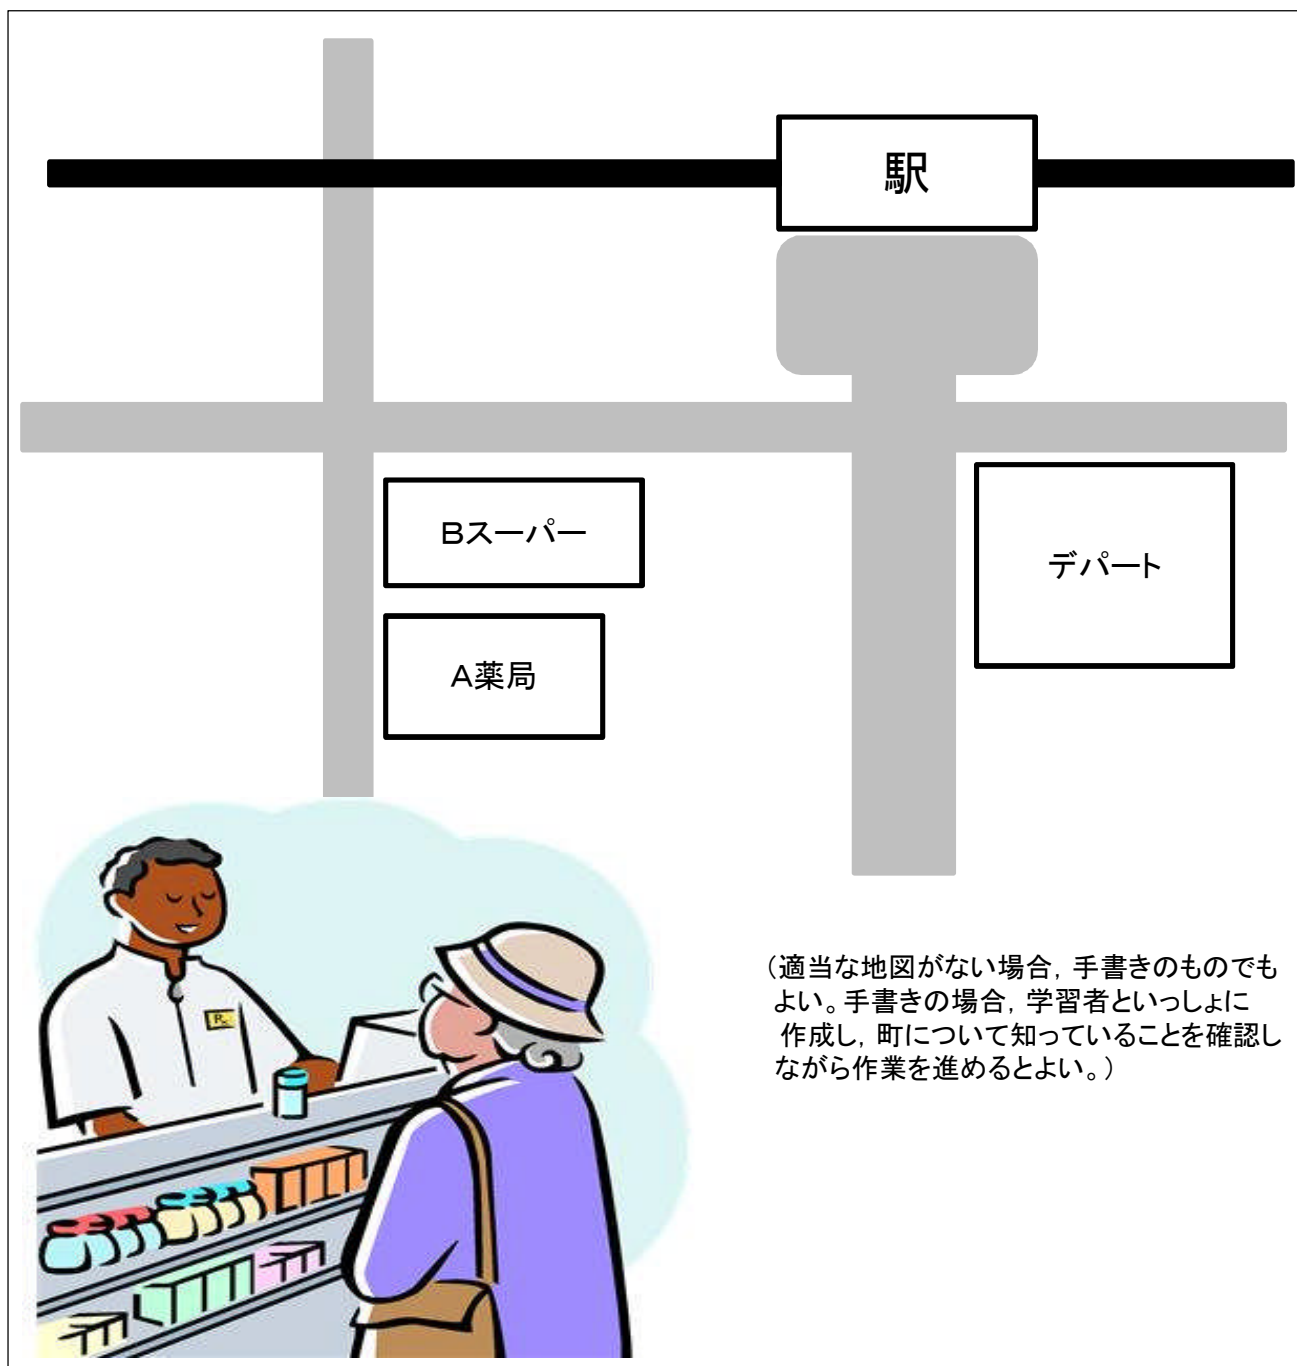 駅
Bスーパー
デパート
A薬局
（適当な地図がない場合，手書きのものでも
よい。手書きの場合，学習者といっしょに
作成し，町について知っていることを確認し
ながら作業を進めるとよい。）